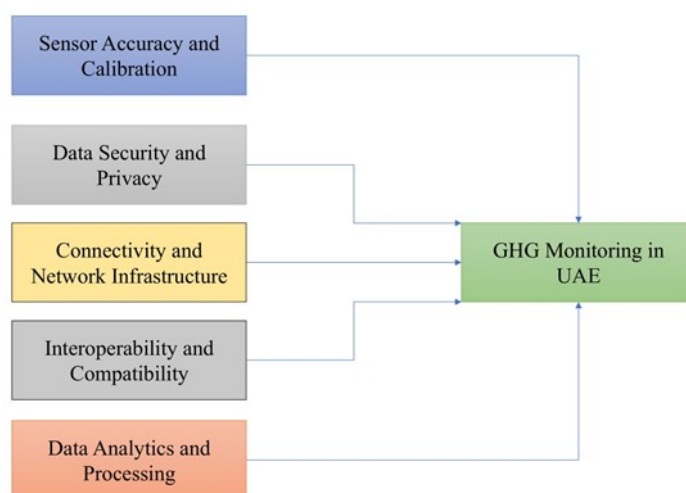 Sensor Accuracy and
Calibration
Data Security and
Privacy
Connectivity and
Network Infrastructure
GHG Monitoring in
UAE
Interoperability and
Compatibility
Data Analytics and
Processing